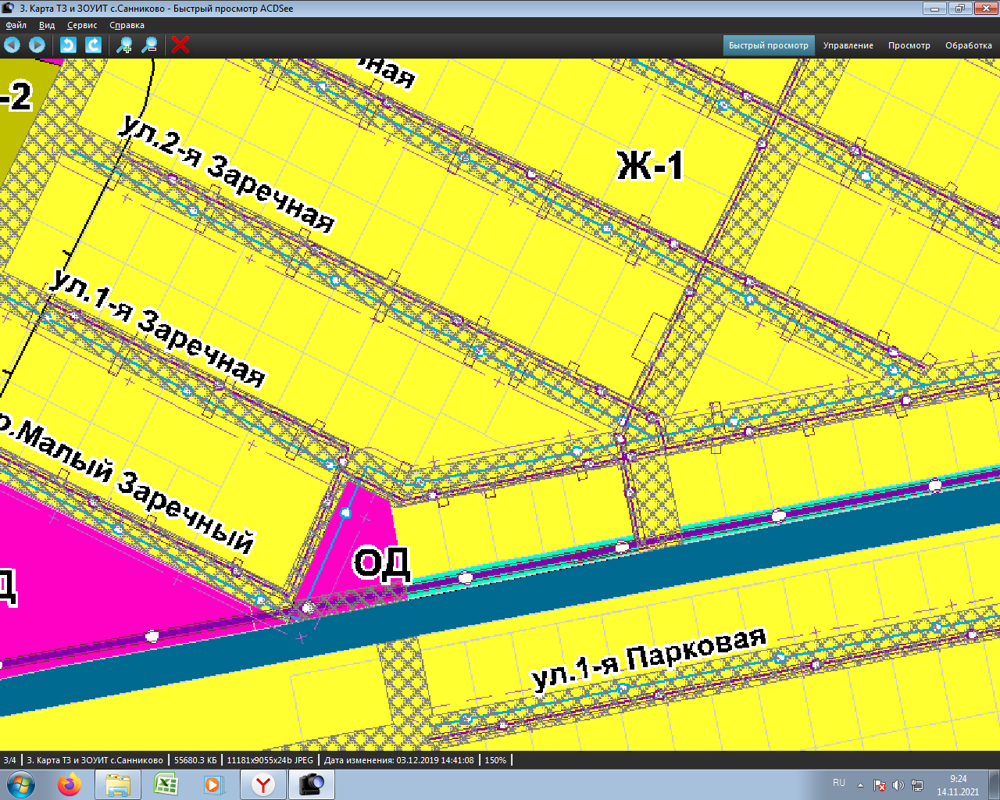 3. Карта ТЗ и ЗОУИТ с.Санниково - Быстрый просмотр ACDSee
Файл Вид Сервис Справка
Быстрый просмотр Управление Просмотр Обработка
-2
ул.2-я Заречная
Ж-1
ул.1-я Заречная
Малый Заречный
ОД
ул.1-я Парковая
3/4 3. Карта ТЗ и ЗОУИТ с.Санниково 55680.3 КБ 11181x9055x24b JPEG Дата изменения: 03.12.2019 14:41:08 150%
RU 9:24
14.11.2021